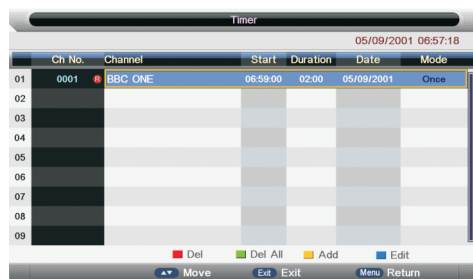 Timer
05/09/2001 06:57:18
Ch No. Channel Start Duration Date Mode
01 0001 R BBC ONE 06:59:00 02:00 05/09/2001 Once
02
03
04
05
06
07
08
09
Del Del All Add Edit
Move Exit Exit Menu Return